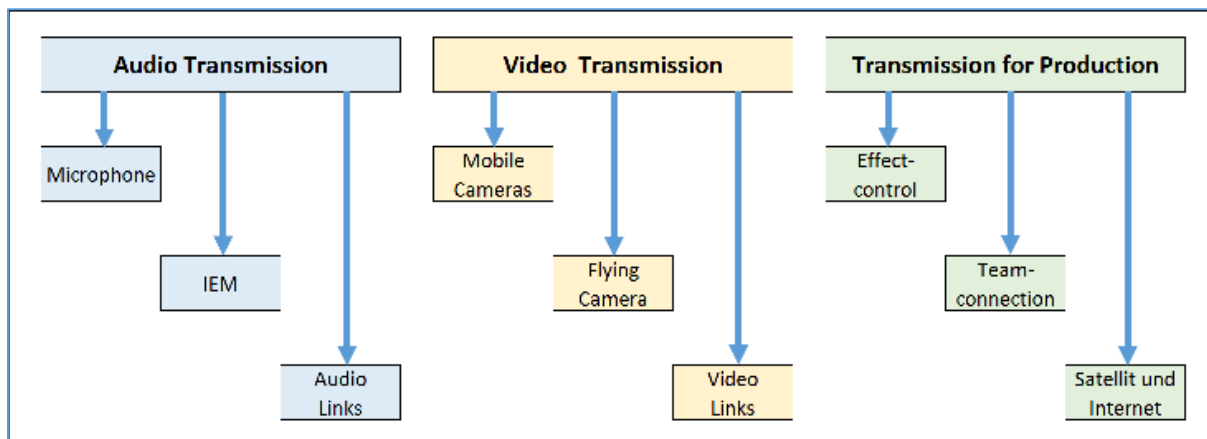 Audio Transmission
Microphone
IEM
Audio
Links
Video Transmission
Mobile
Cameras
Flying
Camera
Video
Links
Transmission for Production
Effect-
control
Team-
connection
Satellit und
Internet